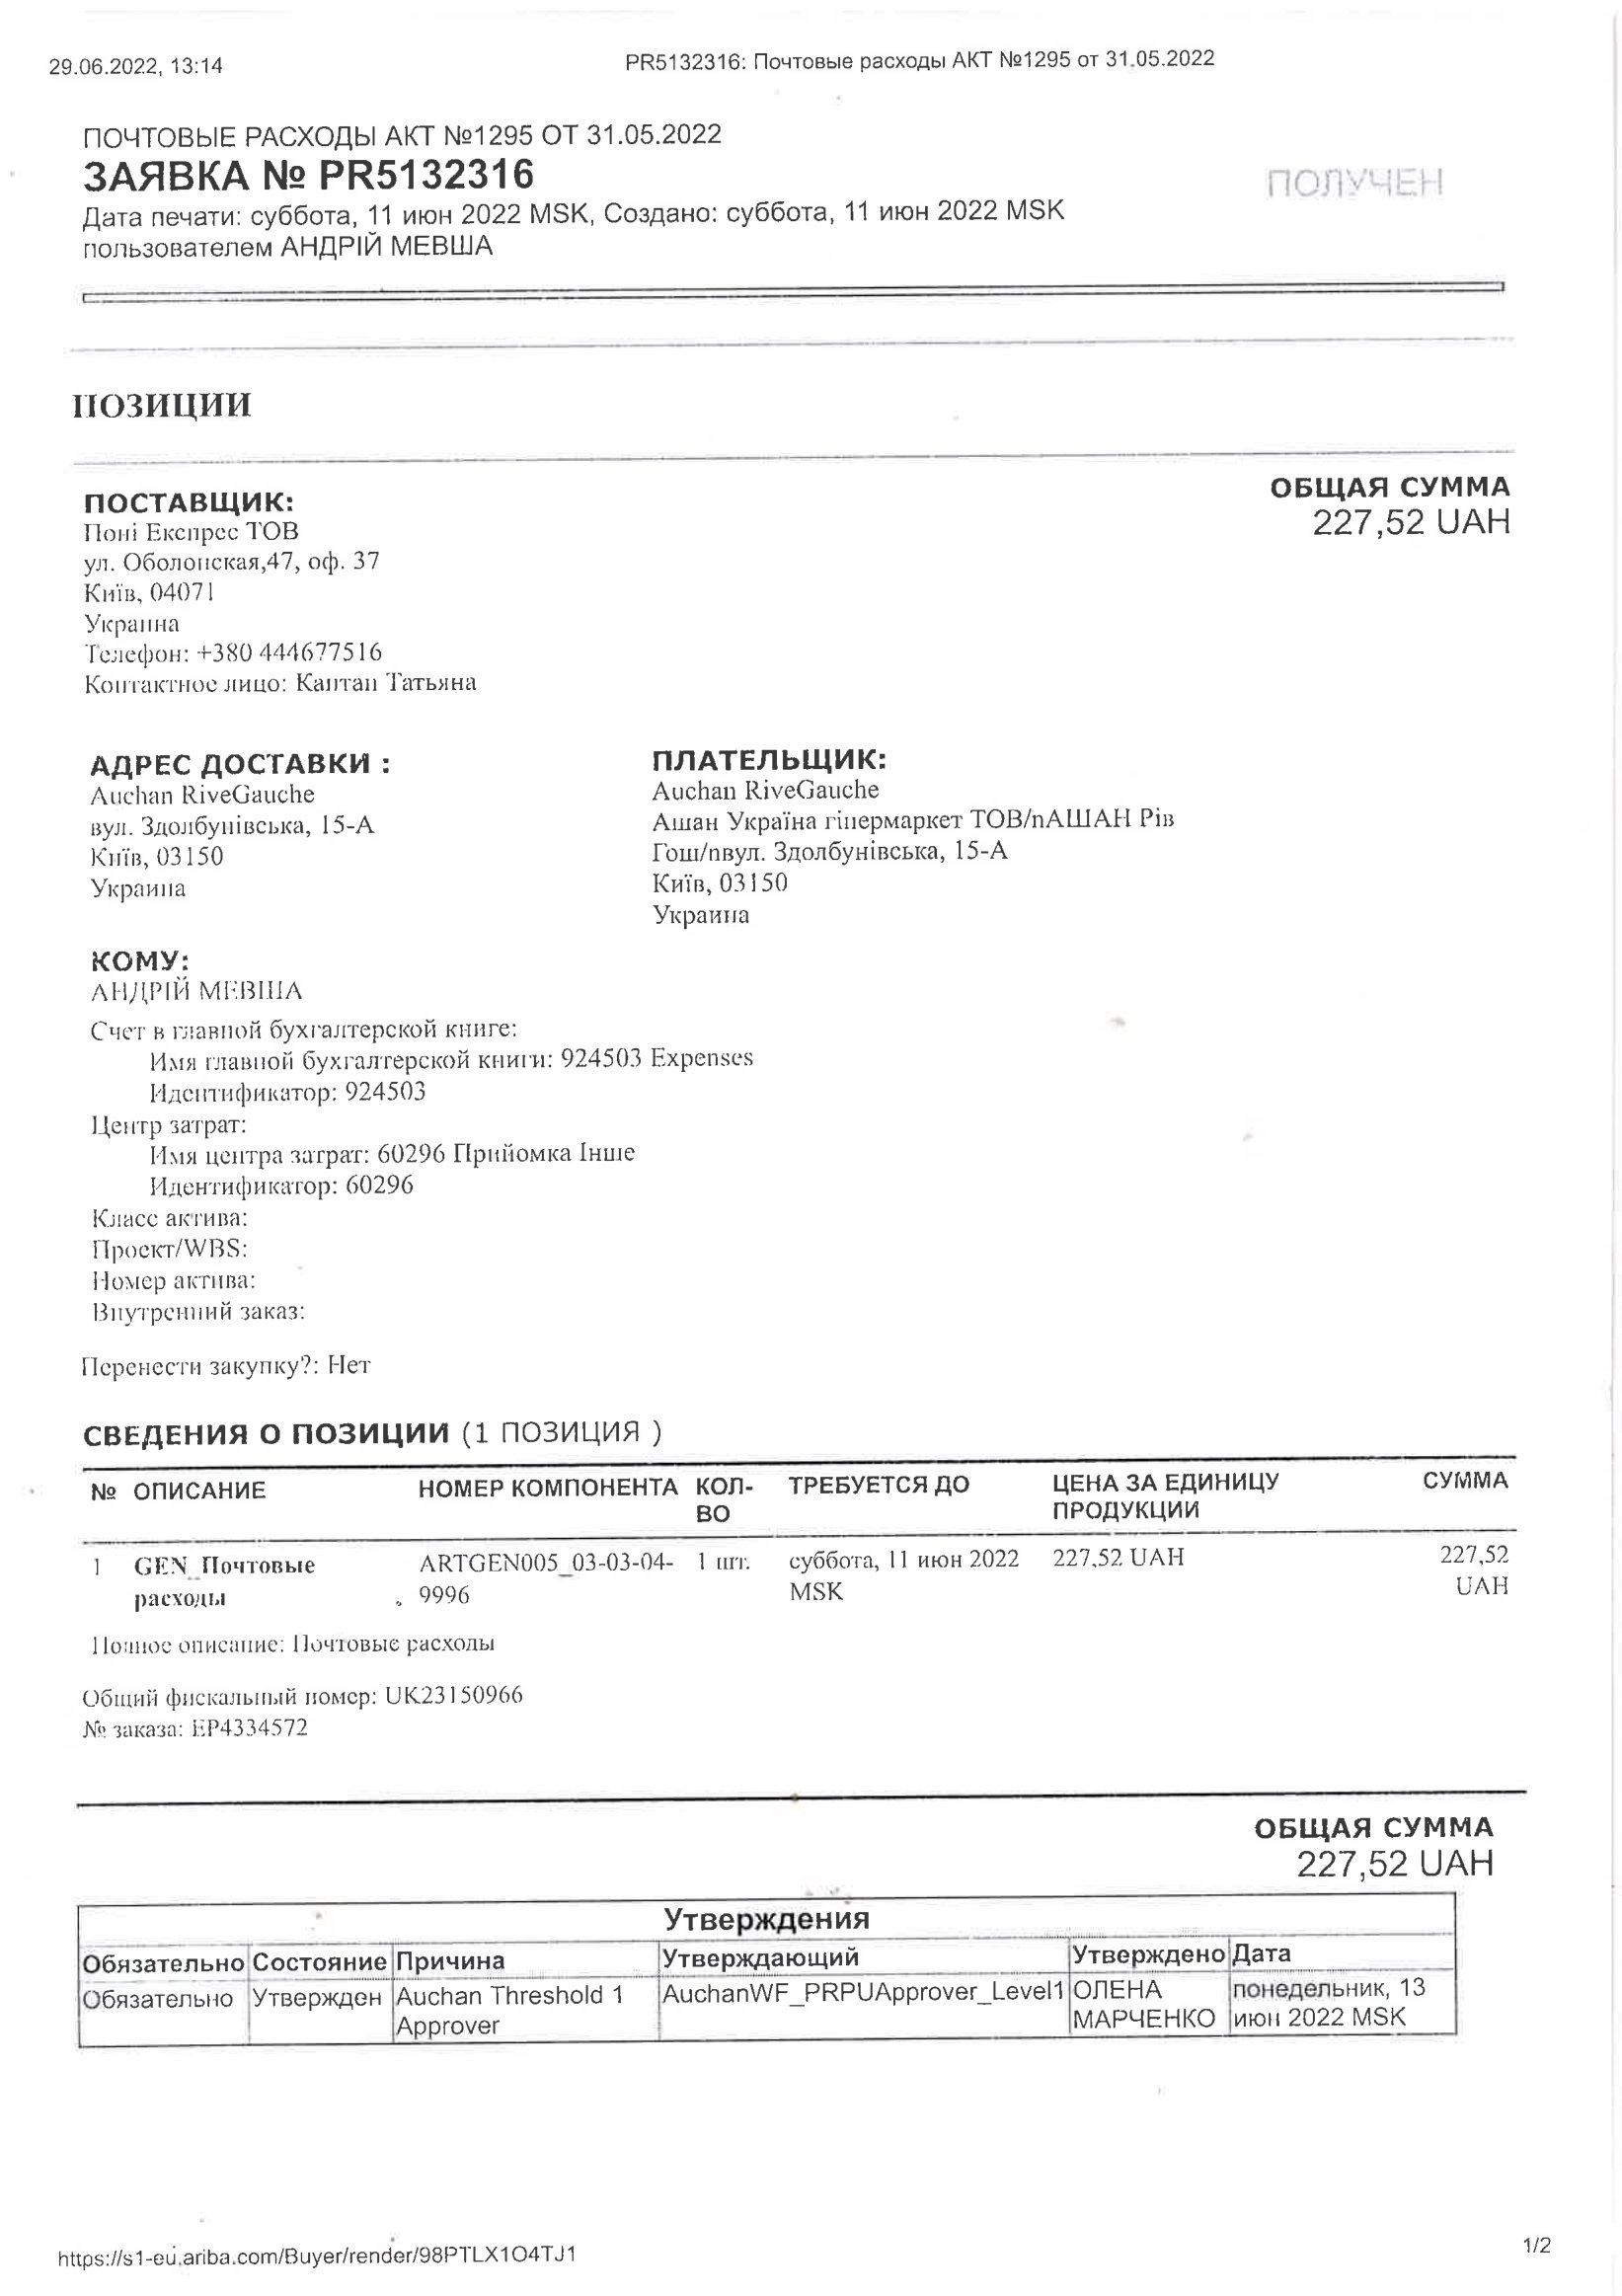 29.06.2022, 13:14
PR5132316: Почтовые расходы АКТ №1295 от 31.05.2022
ПОЧТОВЫЕ РАСХОДЫ АКТ №1295 ОТ 31.05.2022
ЗАЯВКА № PR5132316
ПОЛУЧЕН
Дата печати: суббота, 11 июн 2022 MSK, Создано: суббота, 11 июн 2022 MSK
пользователем АНДРІЙ МЕВША
ПОЗИЦИИ
ПОСТАВЩИК:
Поні Експрес ТОВ
ул. Оболонская,47, оф. 37
Київ, 04071
Украина
Телефон: +380 444677516
Контактное лицо: Каптап Татьяна
ОБЩАЯ СУММА
227,52 UAH
АДРЕС ДОСТАВКИ :
Auchan RiveGauche
вул. Здолбунівська, 15-А
Київ, 03150
Украина
ПЛАТЕЛЬЩИК:
Auchan RiveGauche
Ашан Україна гіпермаркет ТОВ/nАШАН Рів
Гош/nвул. Здолбунівська, 15-А
Київ, 03150
Украина
КОМУ:
АНДРІЙ МЕВША
Счет в главной бухгалтерской книге:
Имя главной бухгалтерской книги: 924503 Expenses
Идентификатор: 924503
Центр затрат:
Имя центра затрат: 60296 Прийомка Інше
Идентификатор: 60296
Класс актива:
Проект/WBS:
Номер актива:
Внутренний заказ:
Перенести закупку?: Нет
СВЕДЕНИЯ О ПОЗИЦИИ (1 ПОЗИЦИЯ )
№ ОПИСАНИЕ НОМЕР КОМПОНЕНТА КОЛ- ТРЕБУЕТСЯ ДО ЦЕНА ЗА ЕДИНИЦУ СУММА
ВО ПРОДУКЦИИ
1 GEN_Почтовые ARTGEN005_03-03-04- 1 шт. суббота, 11 июн 2022 227,52 UAH 227,52
расходы 9996 MSK UAH
Полное описание: Почтовые расходы
Общий фискальный номер: UK23150966
№ заказа: EP4334572
ОБЩАЯ СУММА
227,52 UAH
Утверждения
Обязательно Состояние Причина Утверждающий Утверждено Дата
Обязательно Утвержден Auchan Threshold 1 AuchanWF_PRPUApprover_Level1 ОЛЕНА понедельник, 13
Approver МАРЧЕНКО июн 2022 MSK
https://s1-eu.ariba.com/Buyer/render/98PTLX1O4TJ1
1/2